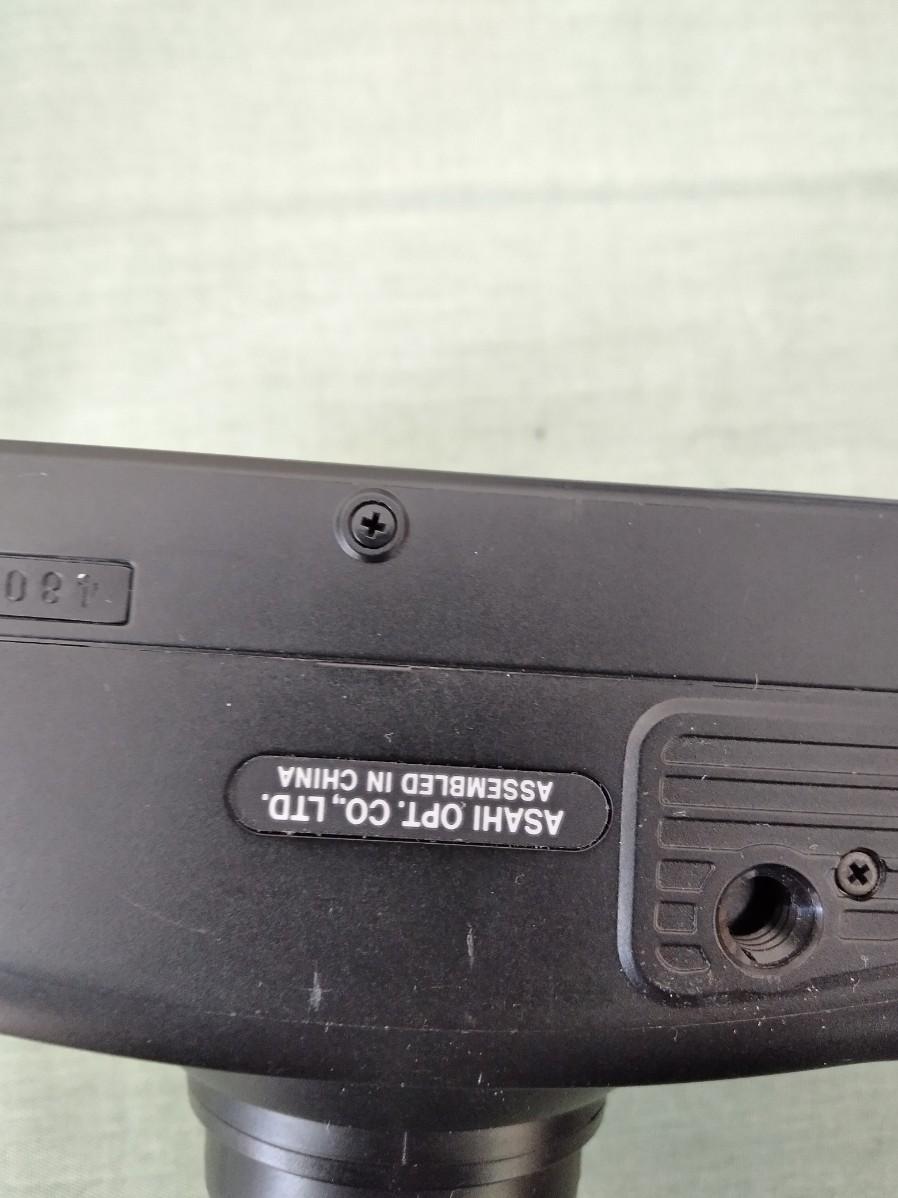 ASAHI OPT. CO., LTD.
ASSEMBLED IN CHINA